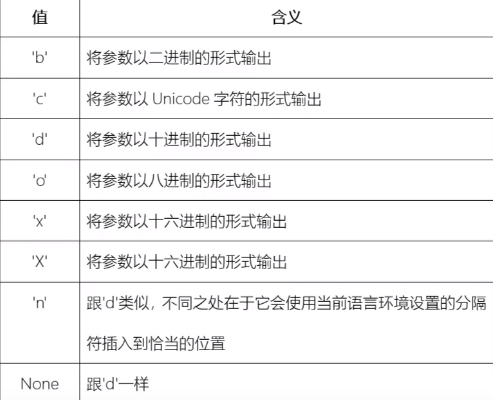 值 含义
'b' 将参数以二进制的形式输出
'c' 将参数以 Unicode 字符的形式输出
'd' 将参数以十进制的形式输出
'o' 将参数以八进制的形式输出
'x' 将参数以十六进制的形式输出
'X' 将参数以十六进制的形式输出
'n' 跟'd'类似，不同之处在于它会使用当前语言环境设置的分隔
符插入到恰当的位置
None 跟'd'一样